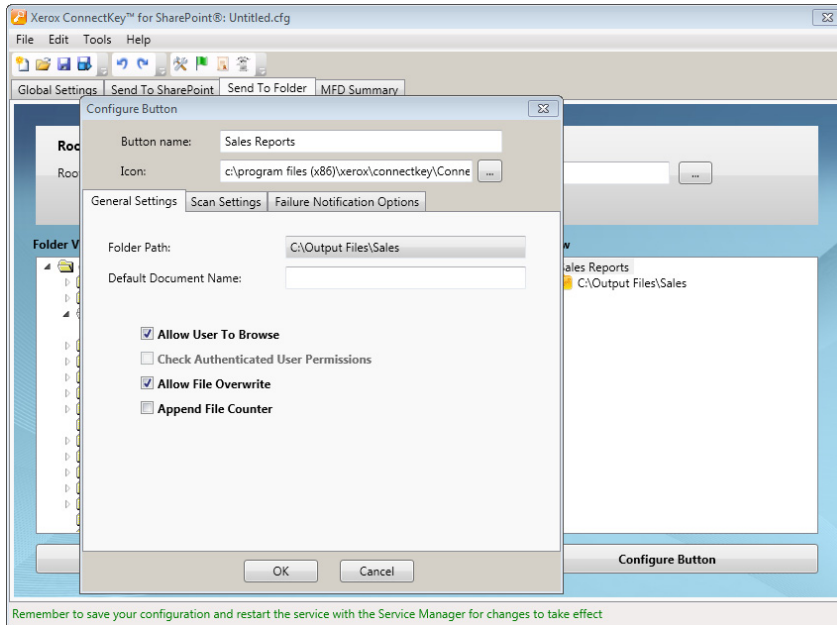 Xerox ConnectKey™ for SharePoint®: Untitled.cfg
File Edit Tools Help
Global Settings Send To SharePoint Send To Folder MFD Summary
Configure Button
Button name: Sales Reports
Icon: c:\program files (x86)\xerox\connectkey\Conne ...
...
General Settings Scan Settings Failure Notification Options
Folder Path: C:\Output Files\Sales
Default Document Name:
Sales Reports
C:\Output Files\Sales
Allow User To Browse
Check Authenticated User Permissions
Allow File Overwrite
Append File Counter
OK Cancel
Configure Button
Remember to save your configuration and restart the service with the Service Manager for changes to take effect